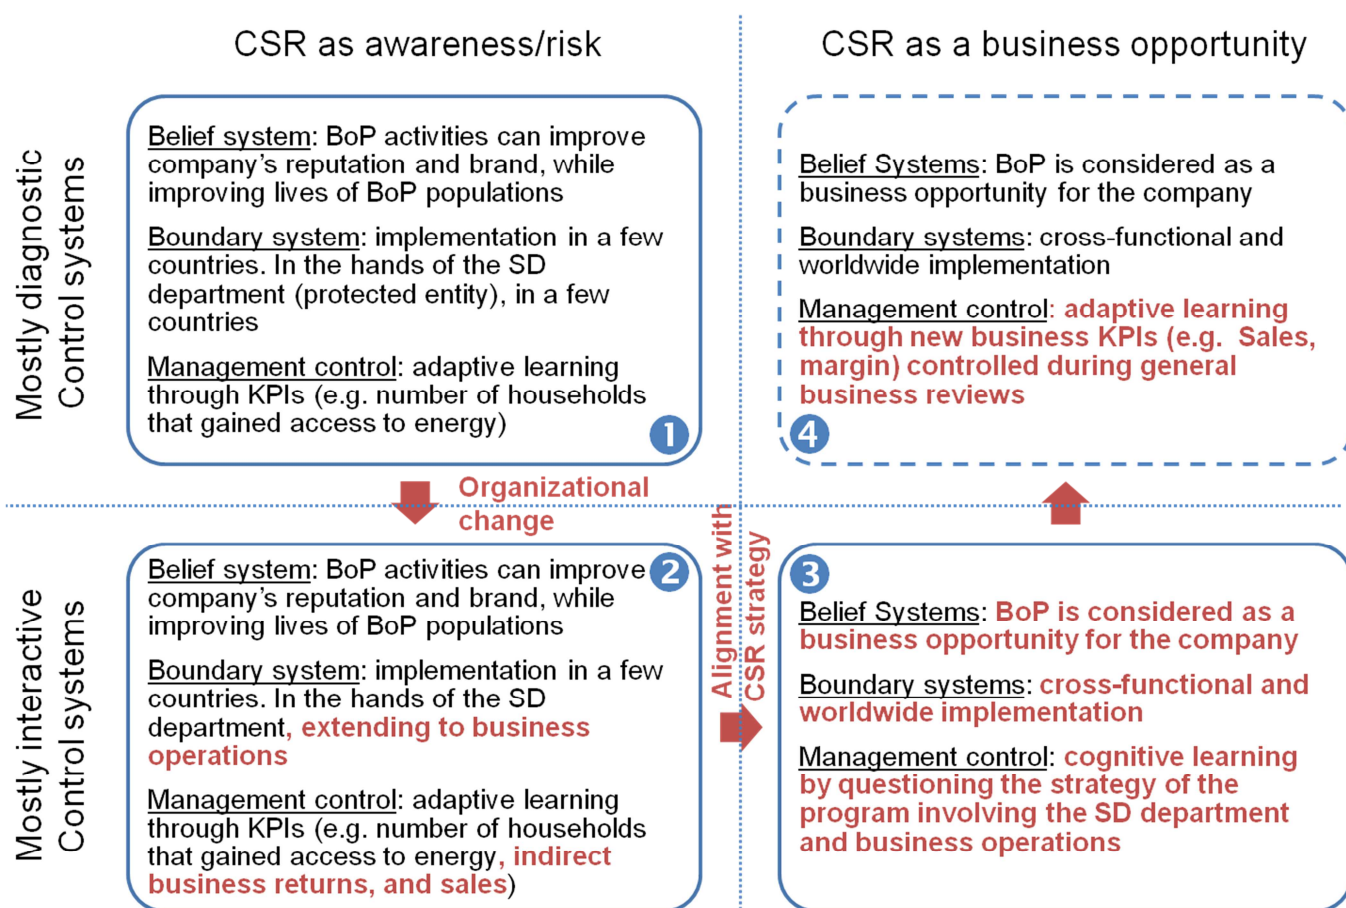 CSR as awareness/risk
CSR as a business opportunity
Mostly diagnostic
Control systems
Belief system: BoP activities can improve
company’s reputation and brand, while
improving lives of BoP populations
Boundary system: implementation in a few
countries. In the hands of the SD
department (protected entity), in a few
countries
Management control: adaptive learning
through KPIs (e.g. number of households
that gained access to energy)
1
Belief Systems: BoP is considered as a
business opportunity for the company
Boundary systems: cross-functional and
worldwide implementation
Management control: adaptive learning
through new business KPIs (e.g. Sales,
margin) controlled during general
business reviews
4
Organizational
change
Mostly interactive
Control systems
Belief system: BoP activities can improve
company’s reputation and brand, while
improving lives of BoP populations
Boundary system: implementation in a few
countries. In the hands of the SD
department, extending to business
operations
Management control: adaptive learning
through KPIs (e.g. number of households
that gained access to energy, indirect
business returns, and sales)
2
Alignment with
CSR strategy
3
Belief Systems: BoP is considered as a
business opportunity for the company
Boundary systems: cross-functional and
worldwide implementation
Management control: cognitive learning
by questioning the strategy of the
program involving the SD department
and business operations